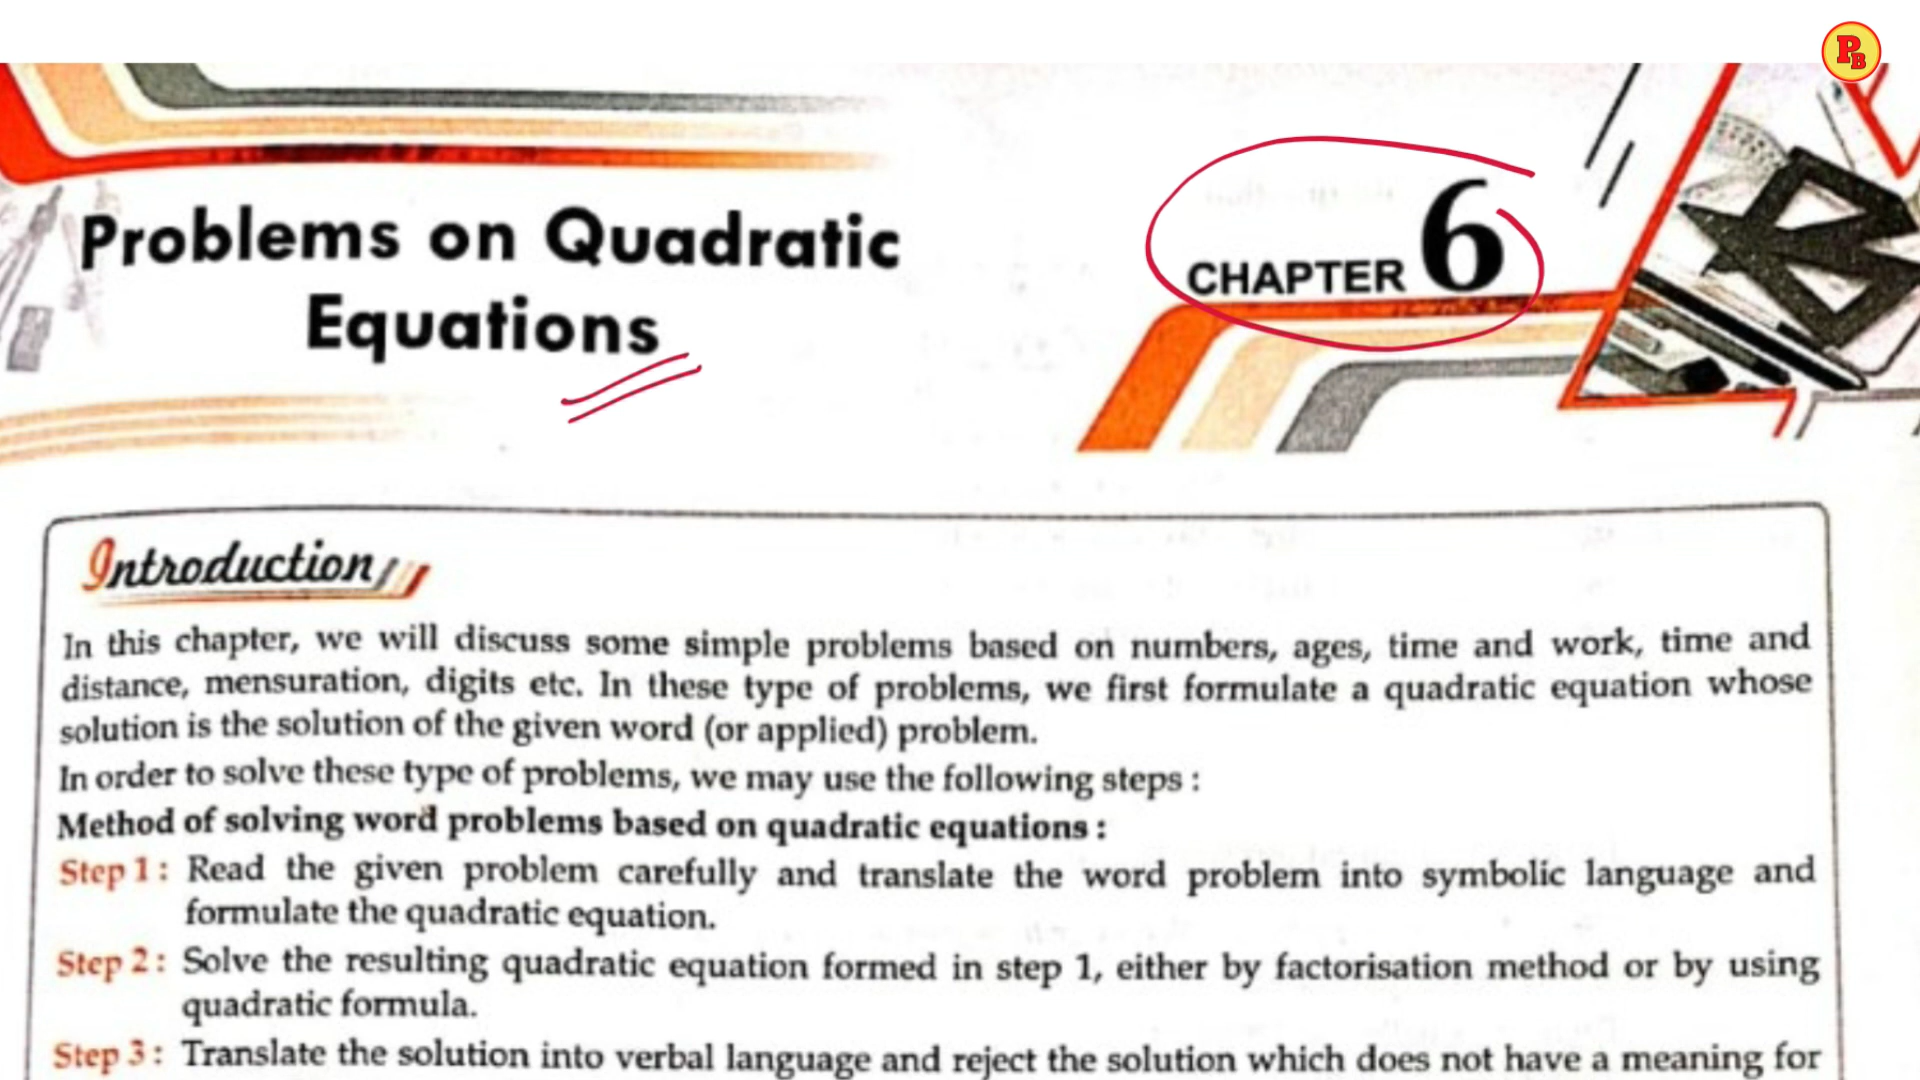 PB
Problems on Quadratic
Equations
CHAPTER 6
Introduction
In this chapter, we will discuss some simple problems based on numbers, ages, time and work, time and
distance, mensuration, digits etc. In these type of problems, we first formulate a quadratic equation whose
solution is the solution of the given word (or applied) problem.
In order to solve these type of problems, we may use the following steps :
Method of solving word problems based on quadratic equations :
Step 1 : Read the given problem carefully and translate the word problem into symbolic language and
formulate the quadratic equation.
Step 2 : Solve the resulting quadratic equation formed in step 1, either by factorisation method or by using
quadratic formula.
Step 3 : Translate the solution into verbal language and reject the solution which does not have a meaning for